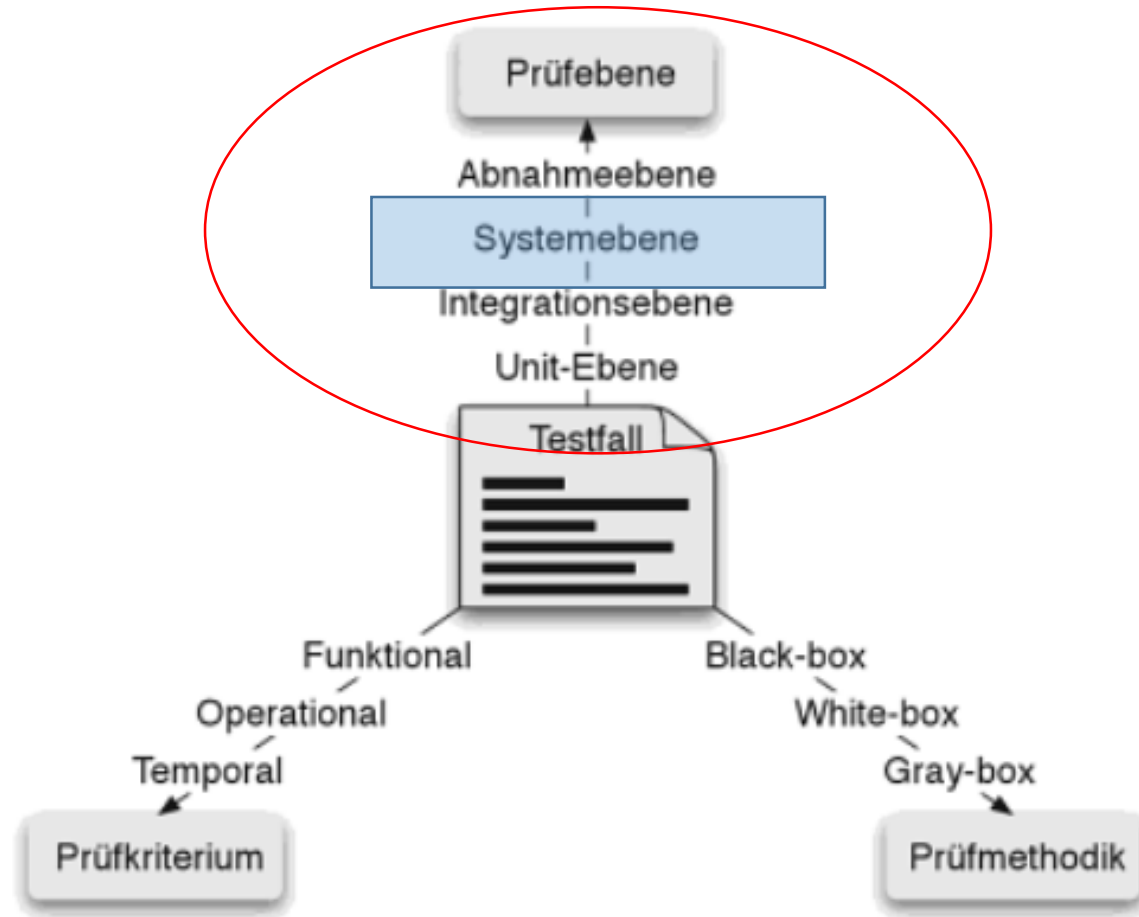 Prüfebene
Abnahmeebene
Systemebene
Integrationsebene
Unit-Ebene
Testfall
Funktional
Black-box
Operational
White-box
Temporal
Gray-box
Prüfkriterium
Prüfmethodik